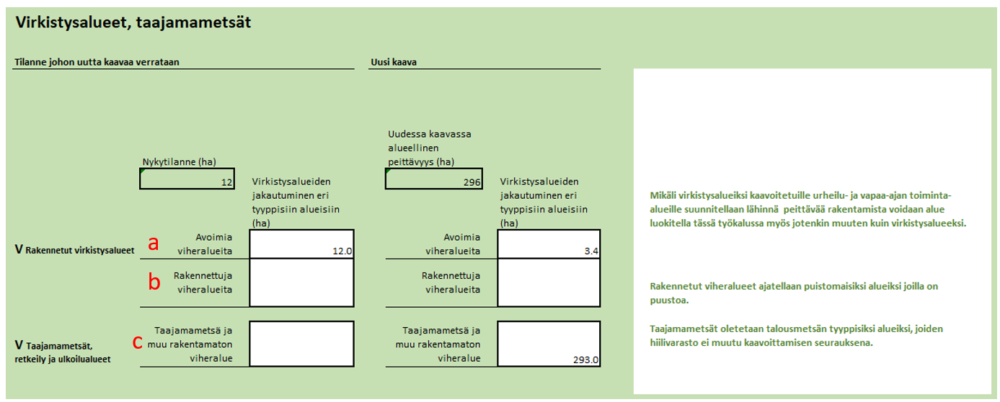 Virkistysalueet, taajamametsät
Tilanne johon uutta kaavaa verrataan
Uusi kaava
Nykytilanne (ha)
12
Virkistysalueiden
jakautuminen eri
tyyppisiin alueisiin
(ha)
Uudessa kaavassa
alueellinen
peittävyys (ha)
296
Virkistysalueiden
jakautuminen eri
tyyppisiin alueisiin
(ha)
V Rakennetut virkistysalueet
a
Avoimia
viheralueita
12.0
Avoimia
viheralueita
3.4
b
Rakennettuja
viheralueita
Rakennettuja
viheralueita
V Taajamametsät,
retkeily ja ulkoilualueet
c
Taajamametsä ja
muu rakentamaton
viheralue
Taajamametsä ja
muu rakentamaton
viheralue
293.0
Mikäli virkistysalueiksi kaavoitetuille urheilu- ja vapaa-ajan toiminta-
alueille suunnitellaan lähinnä peittävää rakentamista voidaan alue
luokitella tässä työkalussa myös jotenkin muuten kuin virkistysalueeksi.
Rakennetut viheralueet ajatellaan puistomaisiksi alueiksi joilla on
puustoa.
Taajamametsät oletetaan talousmetsän tyyppisiksi alueiksi, joiden
hiilivarasto ei muutu kaavoittamisen seurauksena.